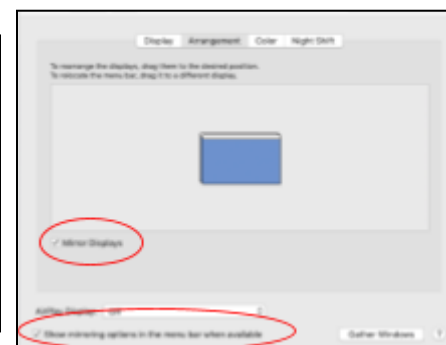 Display Arrangement Color Night Shift
To rearrange the displays, drag them to the desired position.
To relocate the menu bar, drag it to a different display.
Mirror Displays
AirPlay Display: Off
Show mirroring options in the menu bar when available
Gather Windows ?